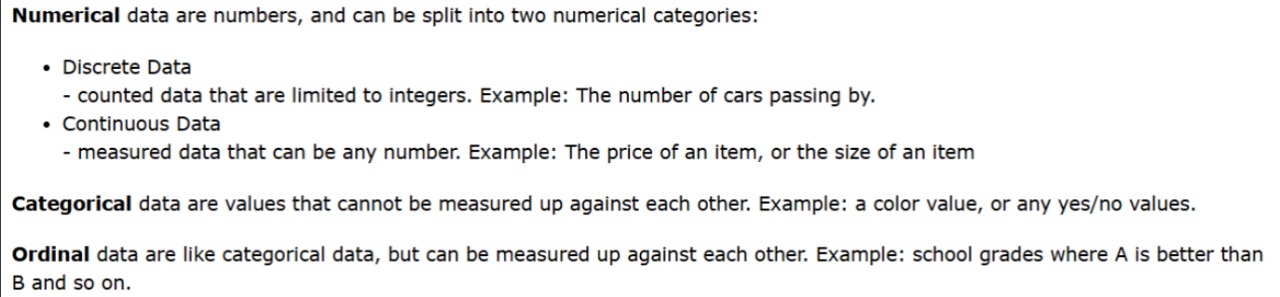 Numerical data are numbers, and can be split into two numerical categories:
• Discrete Data
- counted data that are limited to integers. Example: The number of cars passing by.
• Continuous Data
- measured data that can be any number. Example: The price of an item, or the size of an item
Categorical data are values that cannot be measured up against each other. Example: a color value, or any yes/no values.
Ordinal data are like categorical data, but can be measured up against each other. Example: school grades where A is better than
B and so on.